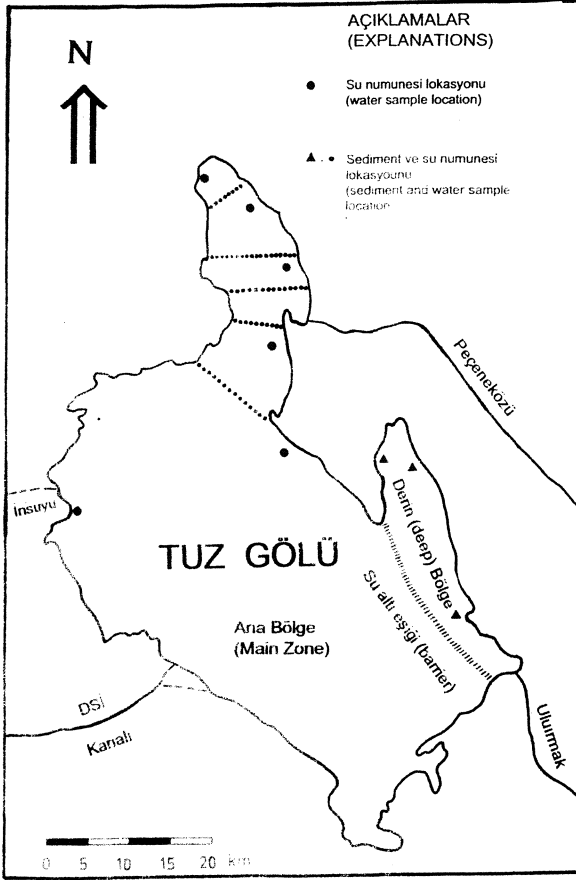 AÇIKLAMALAR
(EXPLANATIONS)
N
Su numunesi lokasyonu
(water sample location)
Sediment ve su numunesi
lokasyounu
(sediment and water sample
location
Peçeneközü
İnsuyu
Derin (deep) Bölge
TUZ GÖLÜ
Su altı eşiği (barrier)
Ana Bölge
(Main Zone)
DSİ
Kanalı
Uluırmak
0 5 10 15 20 km